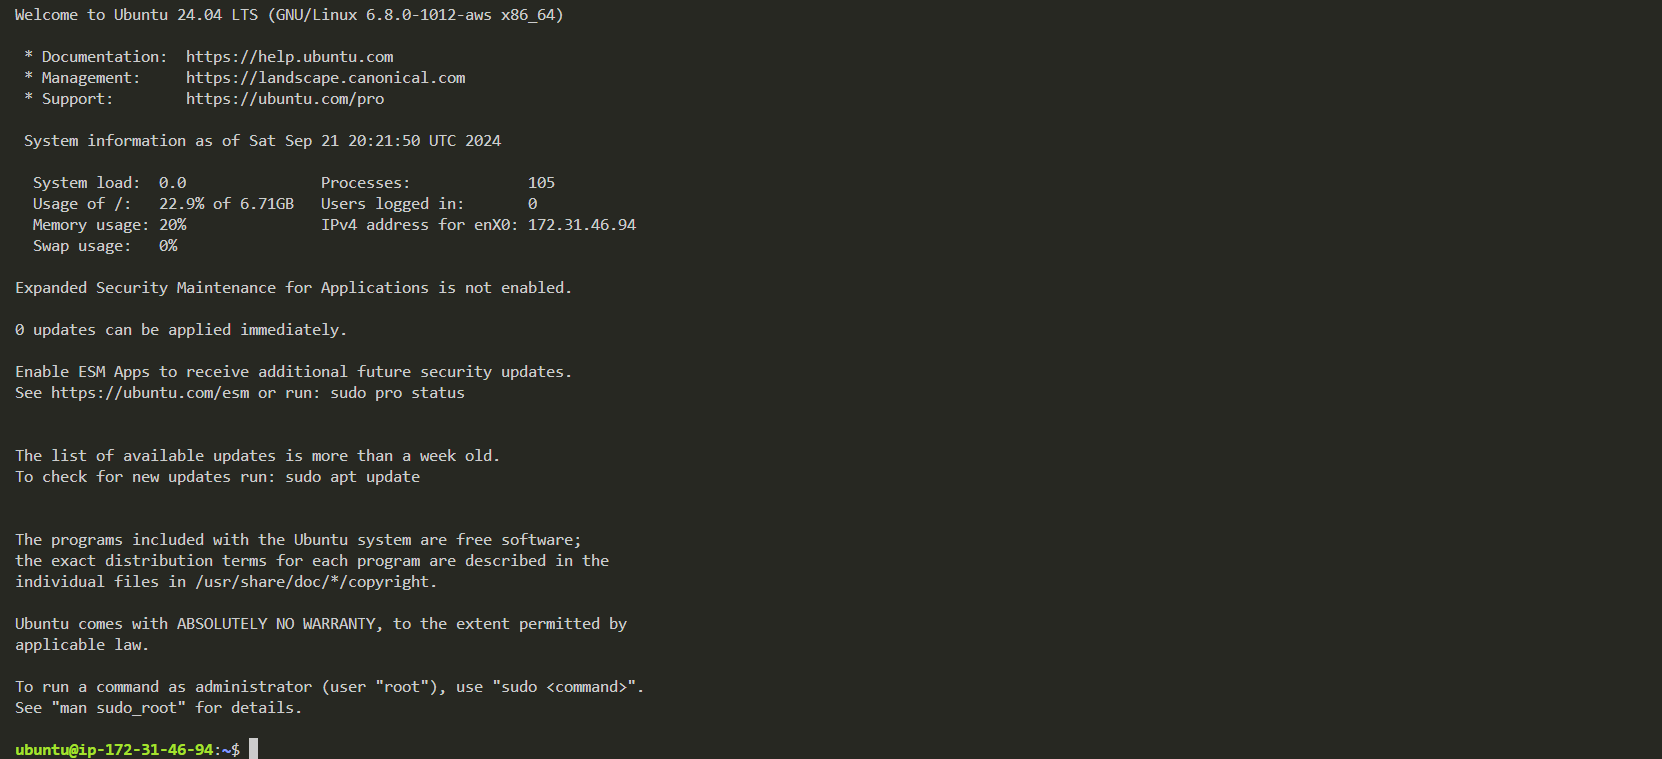 Welcome to Ubuntu 24.04 LTS (GNU/Linux 6.8.0-1012-aws x86_64)

 * Documentation:  https://help.ubuntu.com
 * Management:     https://landscape.canonical.com
 * Support:        https://ubuntu.com/pro

 System information as of Sat Sep 21 20:21:50 UTC 2024

  System load:  0.0               Processes:             105
  Usage of /:   22.9% of 6.71GB   Users logged in:       0
  Memory usage: 20%               IPv4 address for enX0: 172.31.46.94
  Swap usage:   0%

Expanded Security Maintenance for Applications is not enabled.

0 updates can be applied immediately.

Enable ESM Apps to receive additional future security updates.
See https://ubuntu.com/esm or run: sudo pro status


The list of available updates is more than a week old.
To check for new updates run: sudo apt update


The programs included with the Ubuntu system are free software;
the exact distribution terms for each program are described in the
individual files in /usr/share/doc/*/copyright.

Ubuntu comes with ABSOLUTELY NO WARRANTY, to the extent permitted by
applicable law.

To run a command as administrator (user "root"), use "sudo <command>".
See "man sudo_root" for details.

ubuntu@ip-172-31-46-94:~$